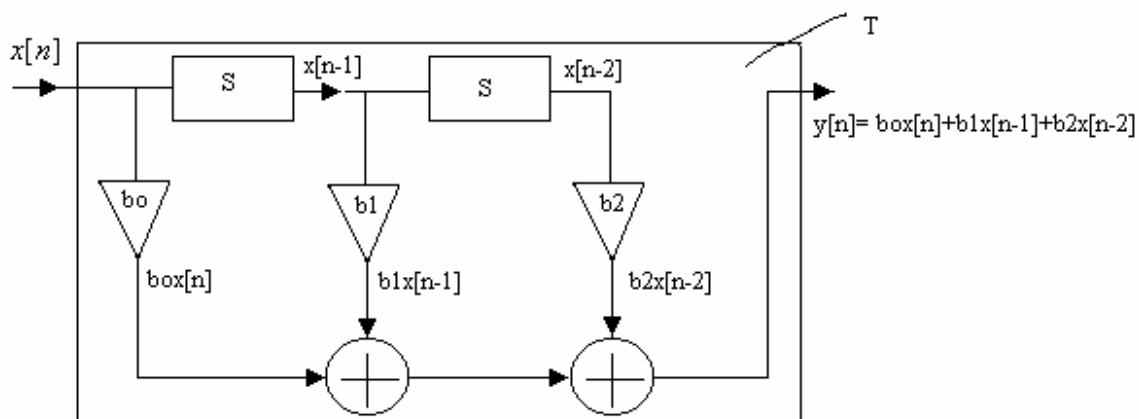 T
x[n]
S
x[n-1]
S
x[n-2]
y[n]= box[n]+b1x[n-1]+b2x[n-2]
bo
b1
b2
box[n]
b1x[n-1]
b2x[n-2]